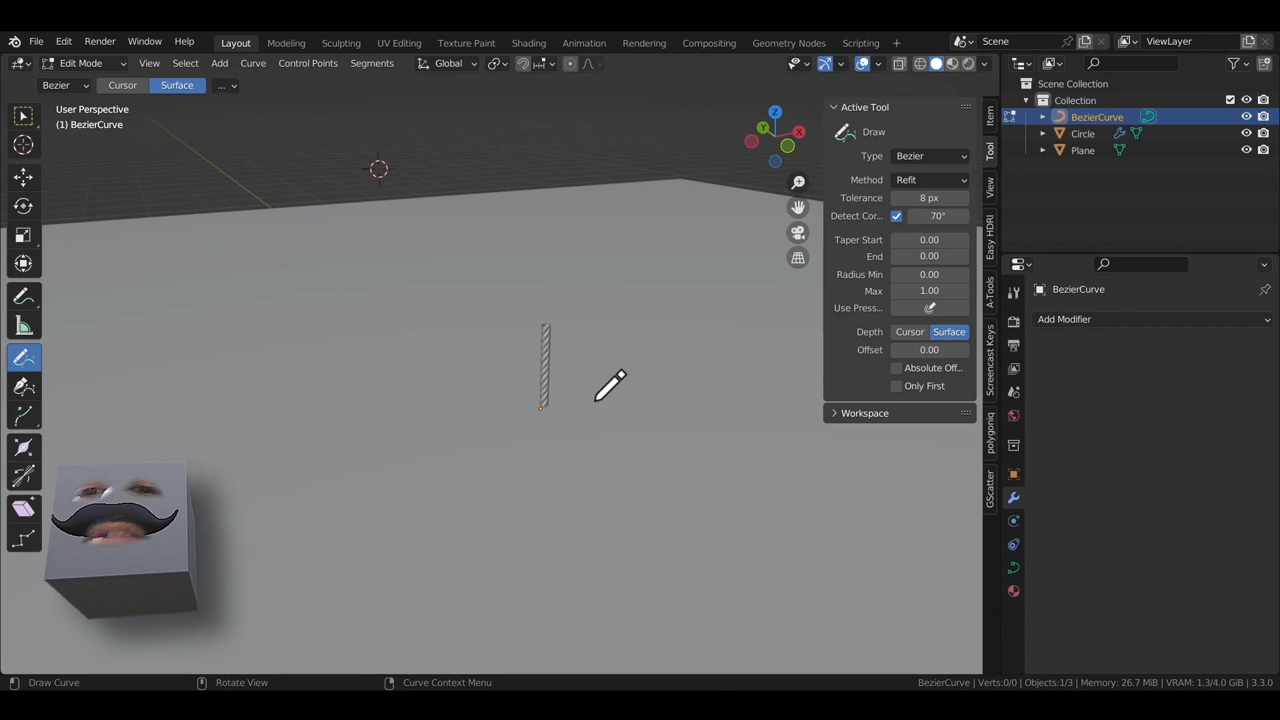 File Edit Render Window Help Layout Modeling Sculpting UV Editing Texture Paint Shading Animation Rendering Compositing Geometry Nodes Scripting + Scene ViewLayer
Edit Mode View Select Add Curve Control Points Segments Global
Bezier Cursor Surface ...
User Perspective
(1) BezierCurve
Z
Y
X
Active Tool
Draw
Type Bezier
Method Refit
Tolerance 8 px
Detect Cor... 70°
Taper Start 0.00
End 0.00
Radius Min 0.00
Max 1.00
Use Press...
Depth Cursor Surface
Offset 0.00
Absolute Off...
Only First
Workspace
Item
Tool
View
Easy HDRI
A-Tools
Screencast Keys
polygoniq
GScatter
Scene Collection
Collection
BezierCurve
Circle
Plane
BezierCurve
Add Modifier
Draw Curve Rotate View Curve Context Menu BezierCurve | Verts:0/0 | Objects:1/3 | Memory: 26.7 MiB | VRAM: 1.3/4.0 GiB | 3.3.0